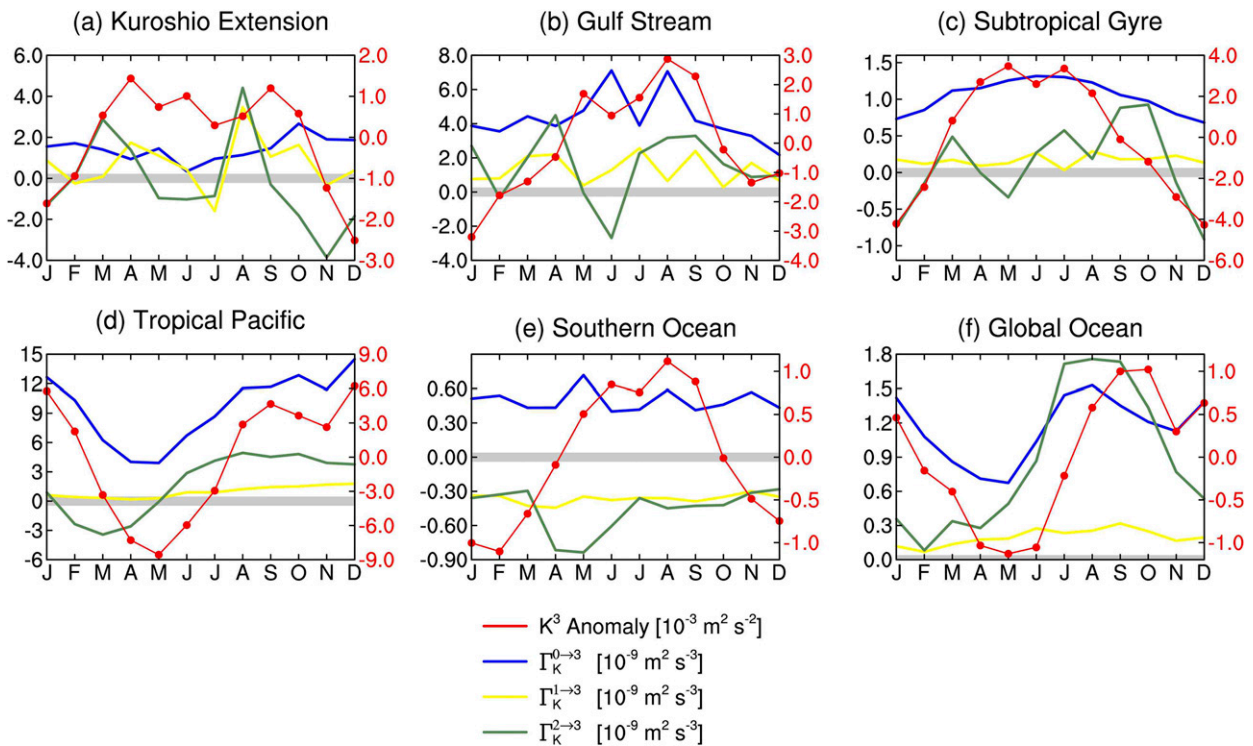 (a) Kuroshio Extension (b) Gulf Stream (c) Subtropical Gyre
6.0 2.0 8.0 3.0 1.5 4.0
4.0 1.0 6.0 2.0 1.0 2.0
2.0 0.0 4.0 1.0 0.5 0.0
0.0 -1.0 2.0 0.0 0.0 -2.0
-2.0 -2.0 0.0 -1.0 -0.5 -4.0
-4.0 -3.0 -2.0 -2.0 -1.0 -6.0
-4.0 -3.0
-4.0
J F M A M J J A S O N D J F M A M J J A S O N D J F M A M J J A S O N D
(d) Tropical Pacific (e) Southern Ocean (f) Global Ocean
15 9.0 0.60 1.0 1.8 1.0
12 6.0 0.30 0.5 1.5 0.5
9 3.0 0.00 0.0 1.2 0.0
6 0.0 -0.30 -0.5 0.9 -0.5
3 -3.0 -0.60 -1.0 0.6 -1.0
0 -6.0 -0.90 0.3
-3 -9.0 0.0
-6
J F M A M J J A S O N D J F M A M J J A S O N D J F M A M J J A S O N D
K³ Anomaly [10⁻³ m² s⁻²]
Γ_K^{0→3} [10⁻⁹ m² s⁻³]
Γ_K^{1→3} [10⁻⁹ m² s⁻³]
Γ_K^{2→3} [10⁻⁹ m² s⁻³]